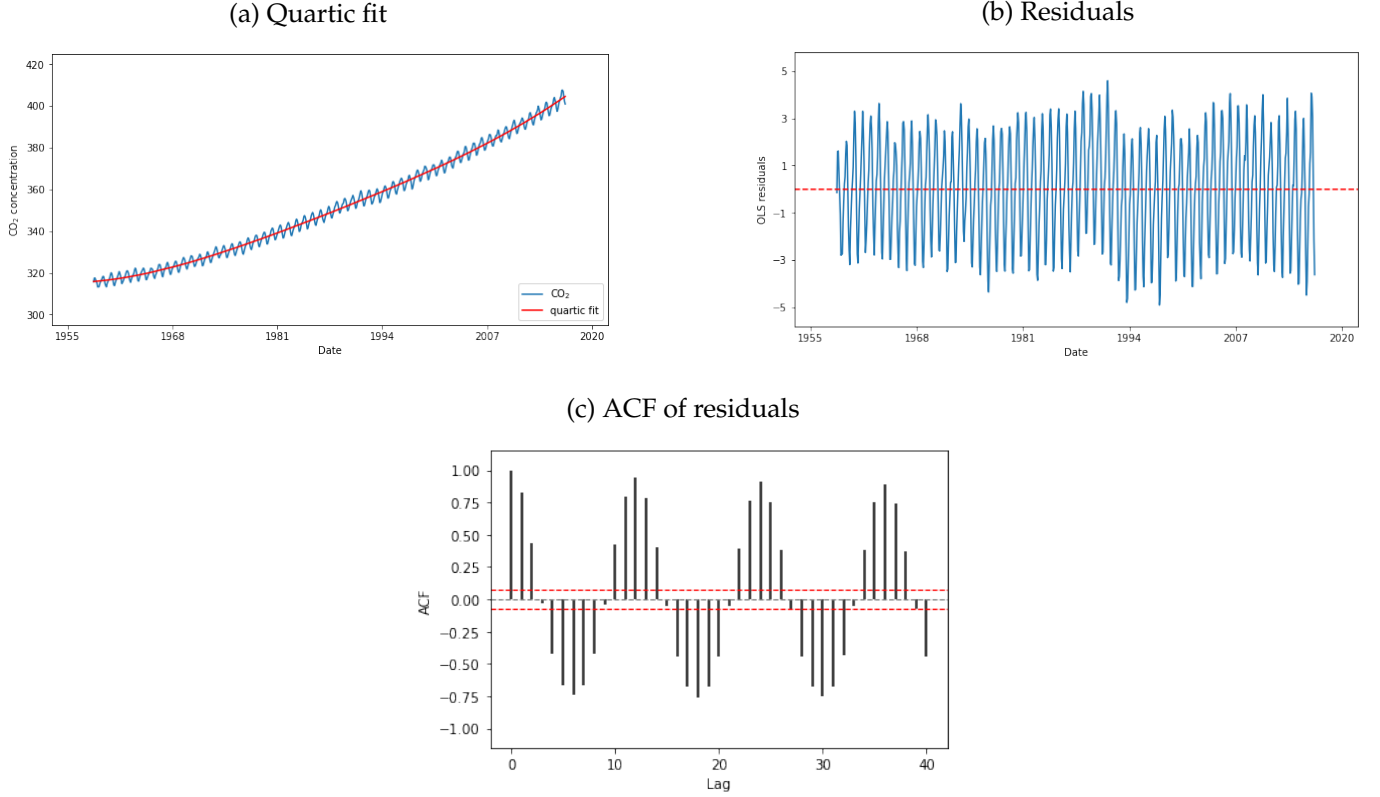 (a) Quartic fit
420
400
380
360
340
320
300
CO₂ concentration
CO₂
quartic fit
1955 1968 1981 1994 2007 2020
Date
(b) Residuals
5
3
1
−1
−3
−5
OLS residuals
1955 1968 1981 1994 2007 2020
Date
(c) ACF of residuals
1.00
0.75
0.50
0.25
0.00
−0.25
−0.50
−0.75
−1.00
ACF
0 10 20 30 40
Lag